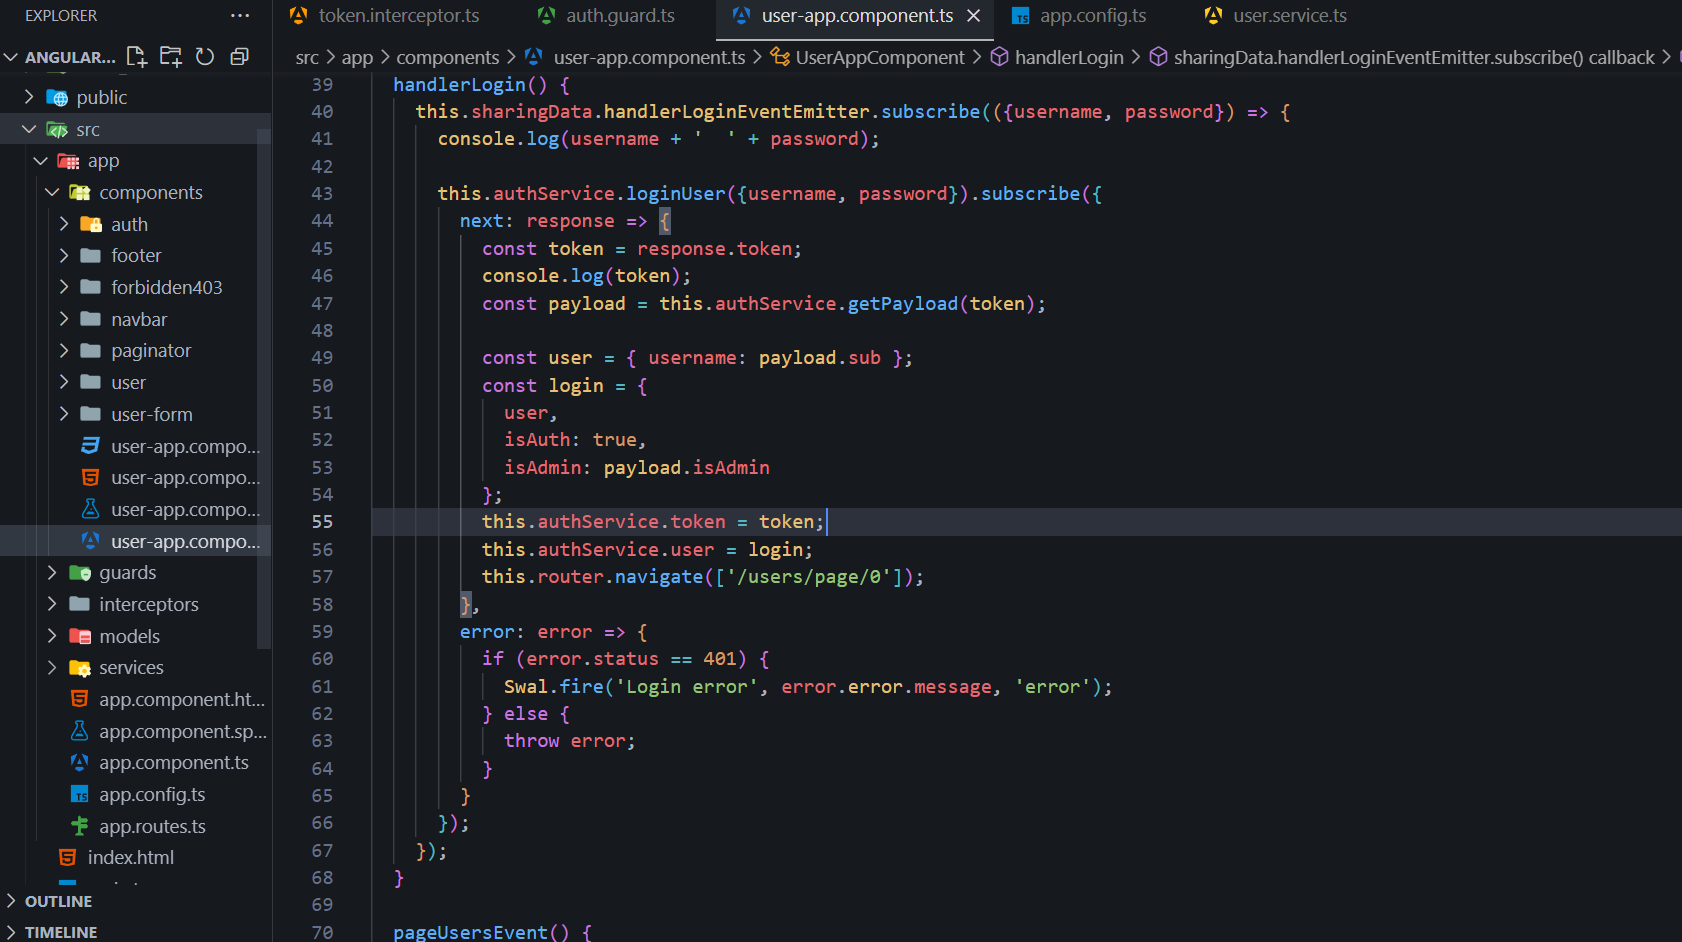 EXPLORER ...
token.interceptor.ts
auth.guard.ts
user-app.component.ts
app.config.ts
user.service.ts
ANGULAR...
src > app > components > user-app.component.ts > UserAppComponent > handlerLogin > sharingData.handlerLoginEventEmitter.subscribe() callback >
public
src
app
components
auth
footer
forbidden403
navbar
paginator
user
user-form
user-app.compo...
user-app.compo...
user-app.compo...
user-app.compo...
guards
interceptors
models
services
app.component.ht...
app.component.sp...
app.component.ts
app.config.ts
app.routes.ts
index.html
OUTLINE
TIMELINE
39 handlerLogin() {
40 this.sharingData.handlerLoginEventEmitter.subscribe(({username, password}) => {
41 console.log(username + '  ' + password);
42
43 this.authService.loginUser({username, password}).subscribe({
44 next: response => {
45 const token = response.token;
46 console.log(token);
47 const payload = this.authService.getPayload(token);
48
49 const user = { username: payload.sub };
50 const login = {
51 user,
52 isAuth: true,
53 isAdmin: payload.isAdmin
54 };
55 this.authService.token = token;
56 this.authService.user = login;
57 this.router.navigate(['/users/page/0']);
58 },
59 error: error => {
60 if (error.status == 401) {
61 Swal.fire('Login error', error.error.message, 'error');
62 } else {
63 throw error;
64 }
65 }
66 });
67 });
68 }
69
70 pageUsersEvent() {